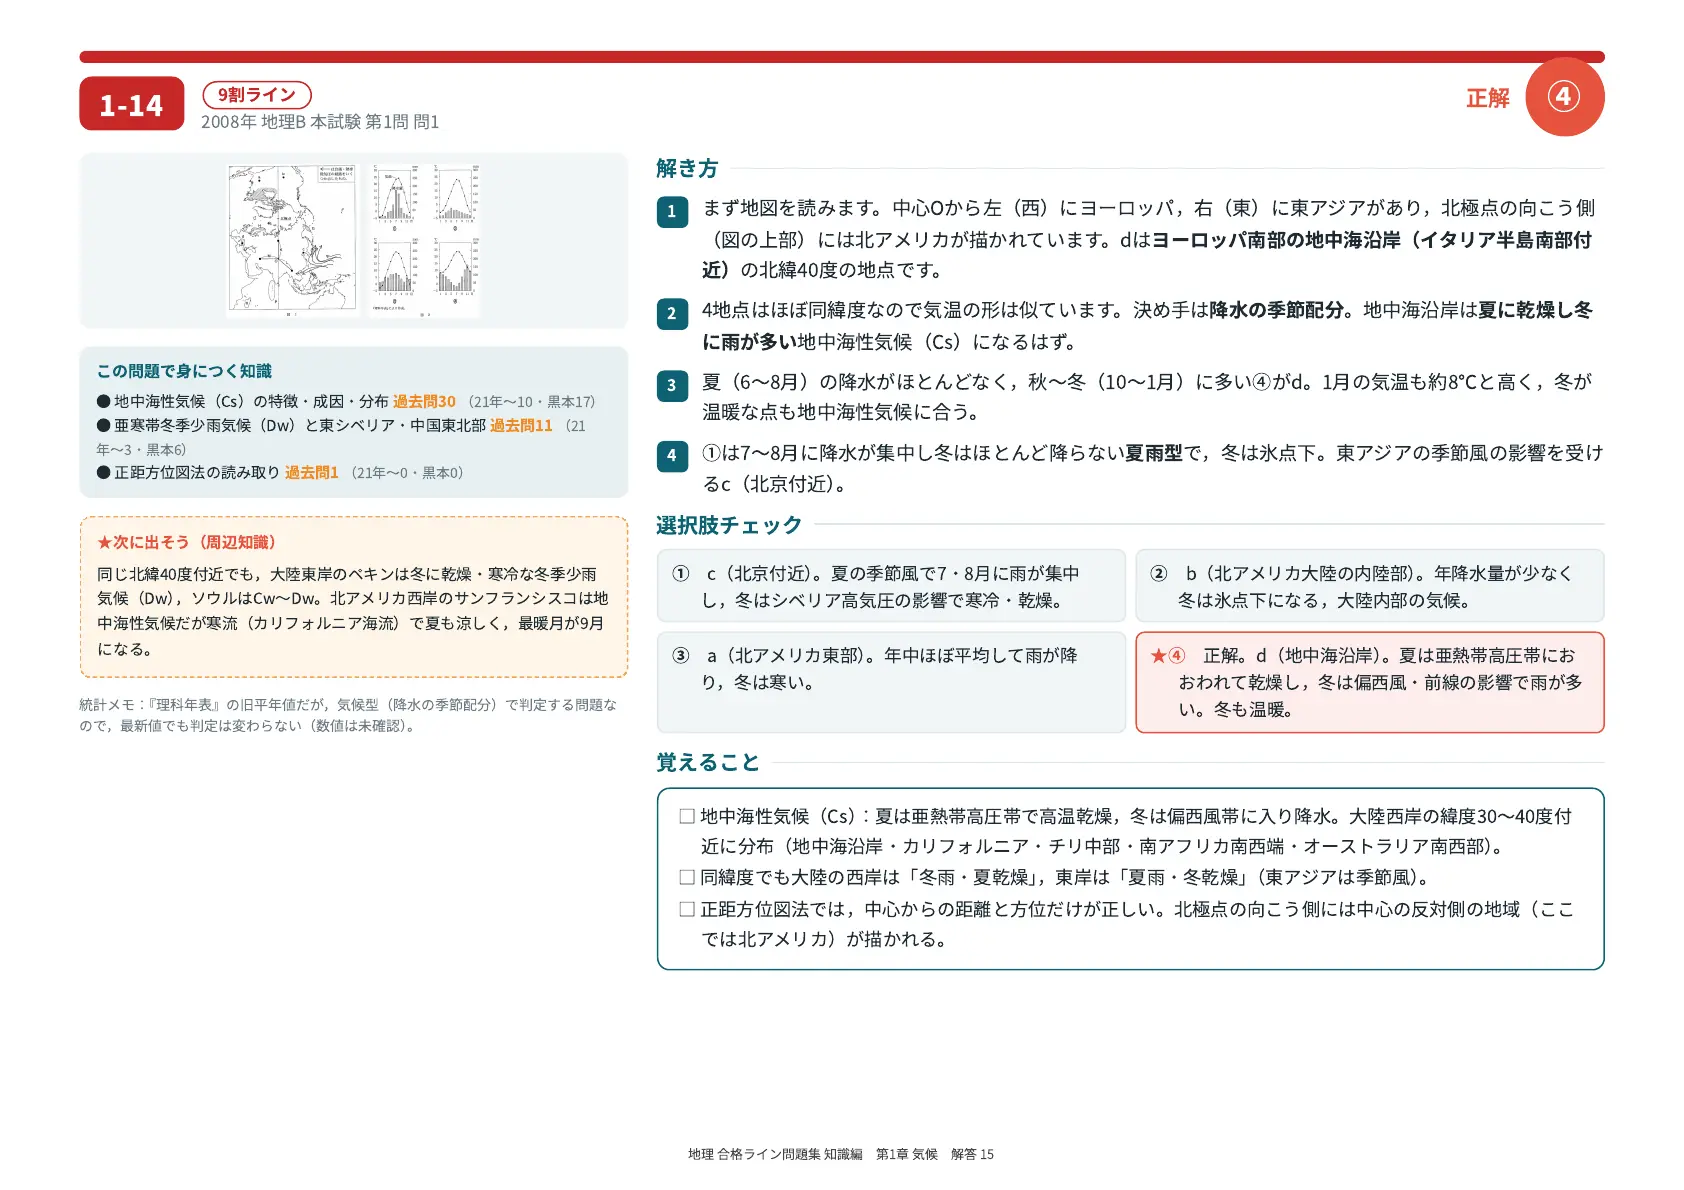 1-14
9割ライン
2008年 地理B 本試験 第1問 問1
正解 ④
この問題で身につく知識
●地中海性気候（Cs）の特徴・成因・分布 過去問30 （21年〜10・黒本17）
●亜寒帯冬季少雨気候（Dw）と東シベリア・中国東北部 過去問11 （21
年〜3・黒本6）
●正距方位図法の読み取り 過去問1 （21年〜0・黒本0）
★次に出そう（周辺知識）
同じ北緯40度付近でも，大陸東岸のペキンは冬に乾燥・寒冷な冬季少雨
気候（Dw），ソウルはCw〜Dw。北アメリカ西岸のサンフランシスコは地
中海性気候だが寒流（カリフォルニア海流）で夏も涼しく，最暖月が9月
になる。
統計メモ：『理科年表』の旧平年値だが，気候型（降水の季節配分）で判定する問題な
ので，最新値でも判定は変わらない（数値は未確認）。
解き方
1 まず地図を読みます。中心Oから左（西）にヨーロッパ，右（東）に東アジアがあり，北極点の向こう側
（図の上部）には北アメリカが描かれています。dはヨーロッパ南部の地中海沿岸（イタリア半島南部付
近）の北緯40度の地点です。
2 4地点はほぼ同緯度なので気温の形は似ています。決め手は降水の季節配分。地中海沿岸は夏に乾燥し冬
に雨が多い地中海性気候（Cs）になるはず。
3 夏（6〜8月）の降水がほとんどなく，秋〜冬（10〜1月）に多い④がd。1月の気温も約8℃と高く，冬が
温暖な点も地中海性気候に合う。
4 ①は7〜8月に降水が集中し冬はほとんど降らない夏雨型で，冬は氷点下。東アジアの季節風の影響を受け
るc（北京付近）。
選択肢チェック
① c（北京付近）。夏の季節風で7・8月に雨が集中
し，冬はシベリア高気圧の影響で寒冷・乾燥。
② b（北アメリカ大陸の内陸部）。年降水量が少なく
冬は氷点下になる，大陸内部の気候。
③ a（北アメリカ東部）。年中ほぼ平均して雨が降
り，冬は寒い。
★④ 正解。d（地中海沿岸）。夏は亜熱帯高圧帯にお
おわれて乾燥し，冬は偏西風・前線の影響で雨が多
い。冬も温暖。
覚えること
□ 地中海性気候（Cs）：夏は亜熱帯高圧帯で高温乾燥，冬は偏西風帯に入り降水。大陸西岸の緯度30〜40度付
近に分布（地中海沿岸・カリフォルニア・チリ中部・南アフリカ南西端・オーストラリア南西部）。
□ 同緯度でも大陸の西岸は「冬雨・夏乾燥」，東岸は「夏雨・冬乾燥」（東アジアは季節風）。
□ 正距方位図法では，中心からの距離と方位だけが正しい。北極点の向こう側には中心の反対側の地域（ここ
では北アメリカ）が描かれる。
地理 合格ライン問題集 知識編 第1章 気候 解答 15